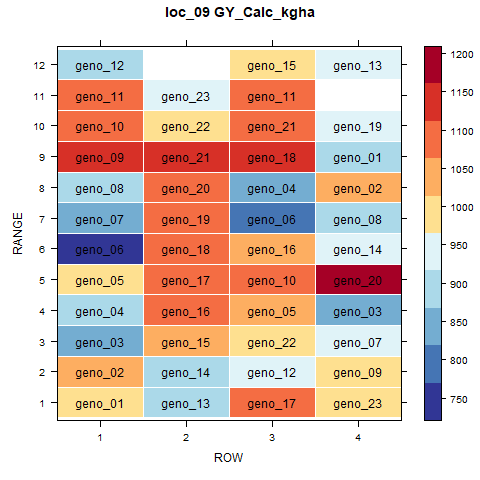 loc_09 GY_Calc_kgha
12 geno_12 geno_15 geno_13 1200
11 geno_11 geno_23 geno_11 1150
10 geno_10 geno_22 geno_21 geno_19 1100
9 geno_09 geno_21 geno_18 geno_01 1050
8 geno_08 geno_20 geno_04 geno_02 1000
7 geno_07 geno_19 geno_06 geno_08 950
6 geno_06 geno_18 geno_16 geno_14 900
5 geno_05 geno_17 geno_10 geno_20
4 geno_04 geno_16 geno_05 geno_03 850
3 geno_03 geno_15 geno_22 geno_07 800
2 geno_02 geno_14 geno_12 geno_09 750
1 geno_01 geno_13 geno_17 geno_23
RANGE
1 2 3 4
ROW